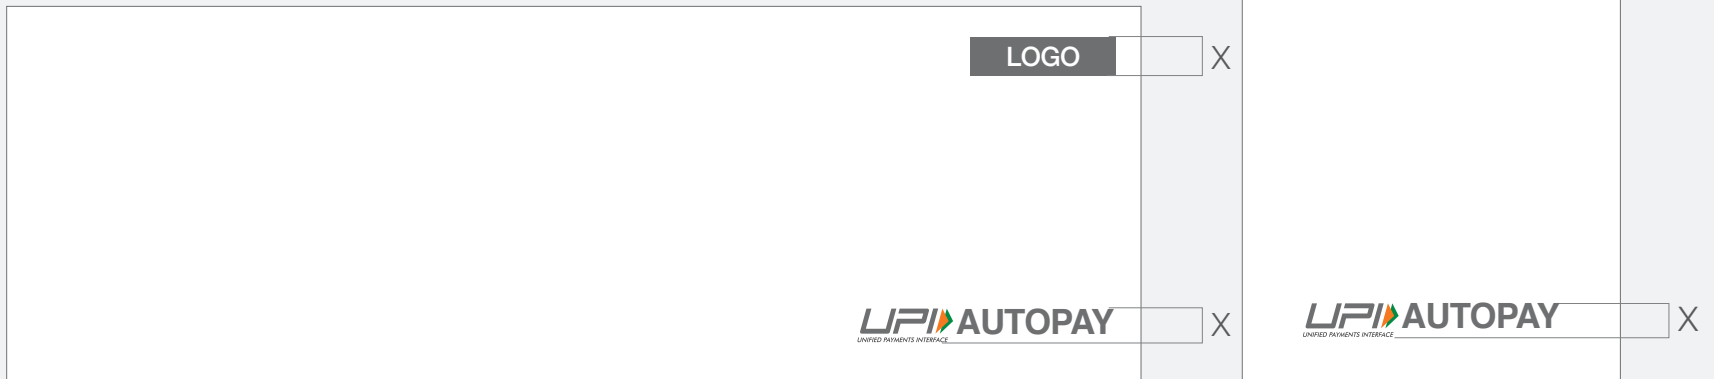 LOGO
X
UPI AUTOPAY
UNIFIED PAYMENTS INTERFACE
X
UPI AUTOPAY
UNIFIED PAYMENTS INTERFACE
X